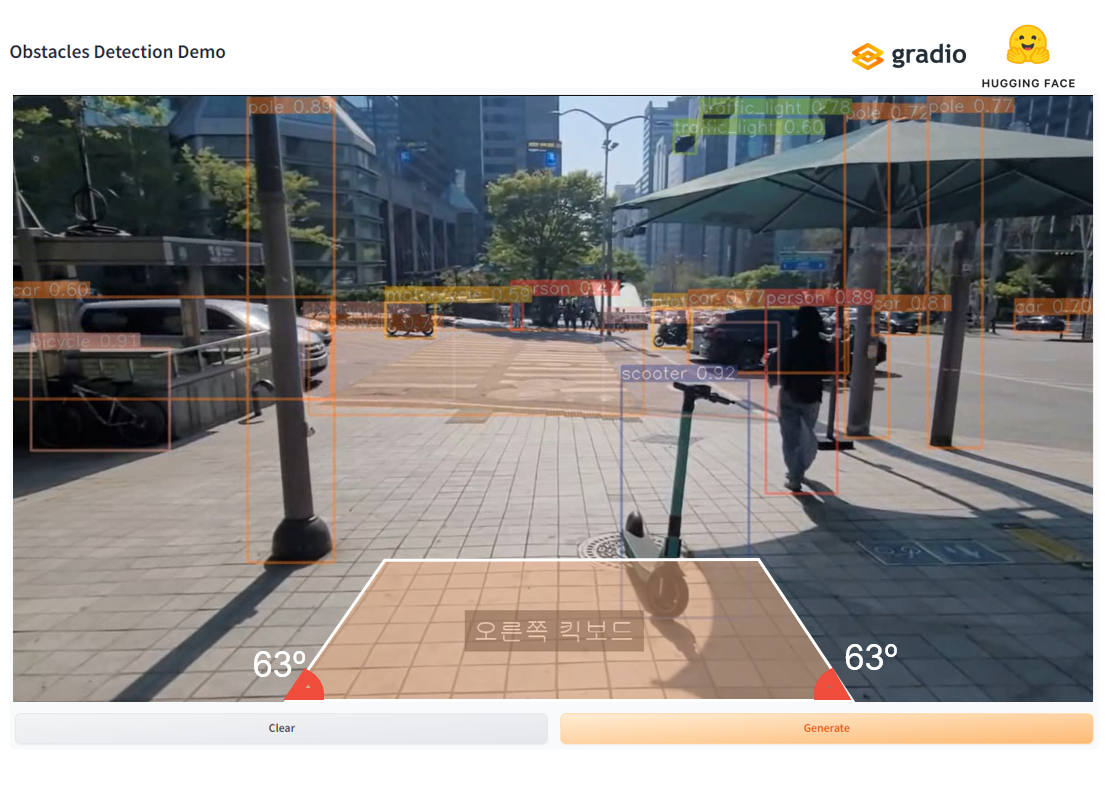 Obstacles Detection Demo
gradio
HUGGING FACE
pole 0.89
traffic_light 0.78
pole 0.72
pole 0.77
traffic_light 0.60
car 0.60
person 0.47
car 0.77
person 0.89
car 0.81
car 0.70
bicycle 0.91
scooter 0.92
오른쪽 킥보드
63º
63º
Clear
Generate